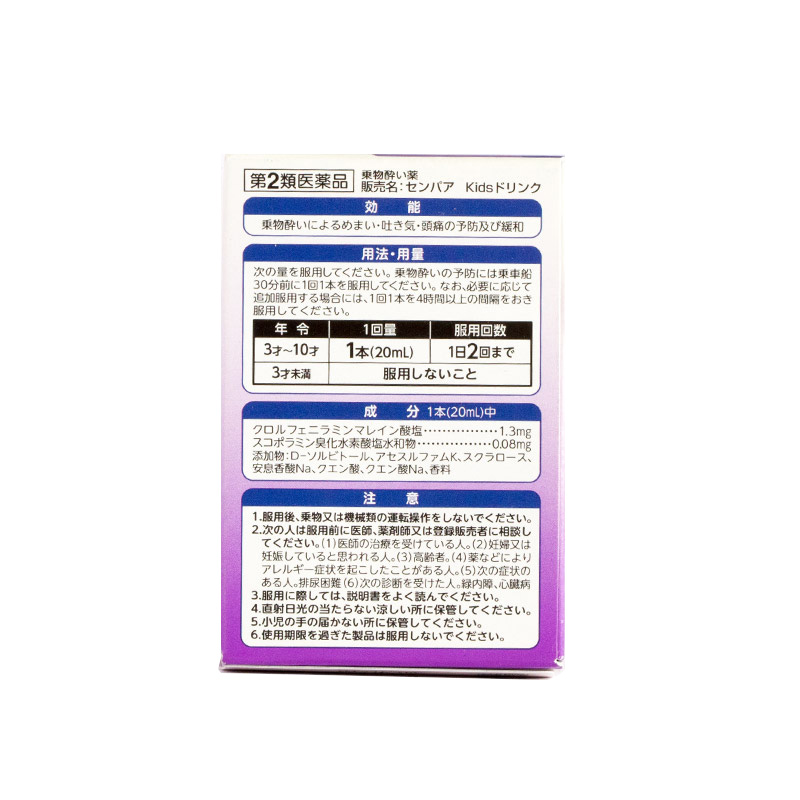 第2類医薬品
乗物酔い薬
販売名：センパア Kidsドリンク
効能
乗物酔いによるめまい・吐き気・頭痛の予防及び緩和
用法・用量
次の量を服用してください。乗物酔いの予防には乗車船
30分前に1回1本を服用してください。なお、必要に応じて
追加服用する場合には、1回1本を4時間以上の間隔をおき
服用してください。
年令 1回量 服用回数
3才～10才 1本(20mL) 1日2回まで
3才未満 服用しないこと
成分 1本(20mL)中
クロルフェニラミンマレイン酸塩················1.3mg
スコポラミン臭化水素酸塩水和物················0.08mg
添加物：D-ソルビトール、アセスルファムK、スクラロース、
安息香酸Na、クエン酸、クエン酸Na、香料
注意
1.服用後、乗物又は機械類の運転操作をしないでください。
2.次の人は服用前に医師、薬剤師又は登録販売者に相談し
てください。(1)医師の治療を受けている人。(2)妊婦又は
妊娠していると思われる人。(3)高齢者。(4)薬などにより
アレルギー症状を起こしたことがある人。(5)次の症状の
ある人。排尿困難 (6)次の診断を受けた人。緑内障、心臓病
3.服用に際しては、説明書をよく読んでください。
4.直射日光の当たらない涼しい所に保管してください。
5.小児の手の届かない所に保管してください。
6.使用期限を過ぎた製品は服用しないでください。